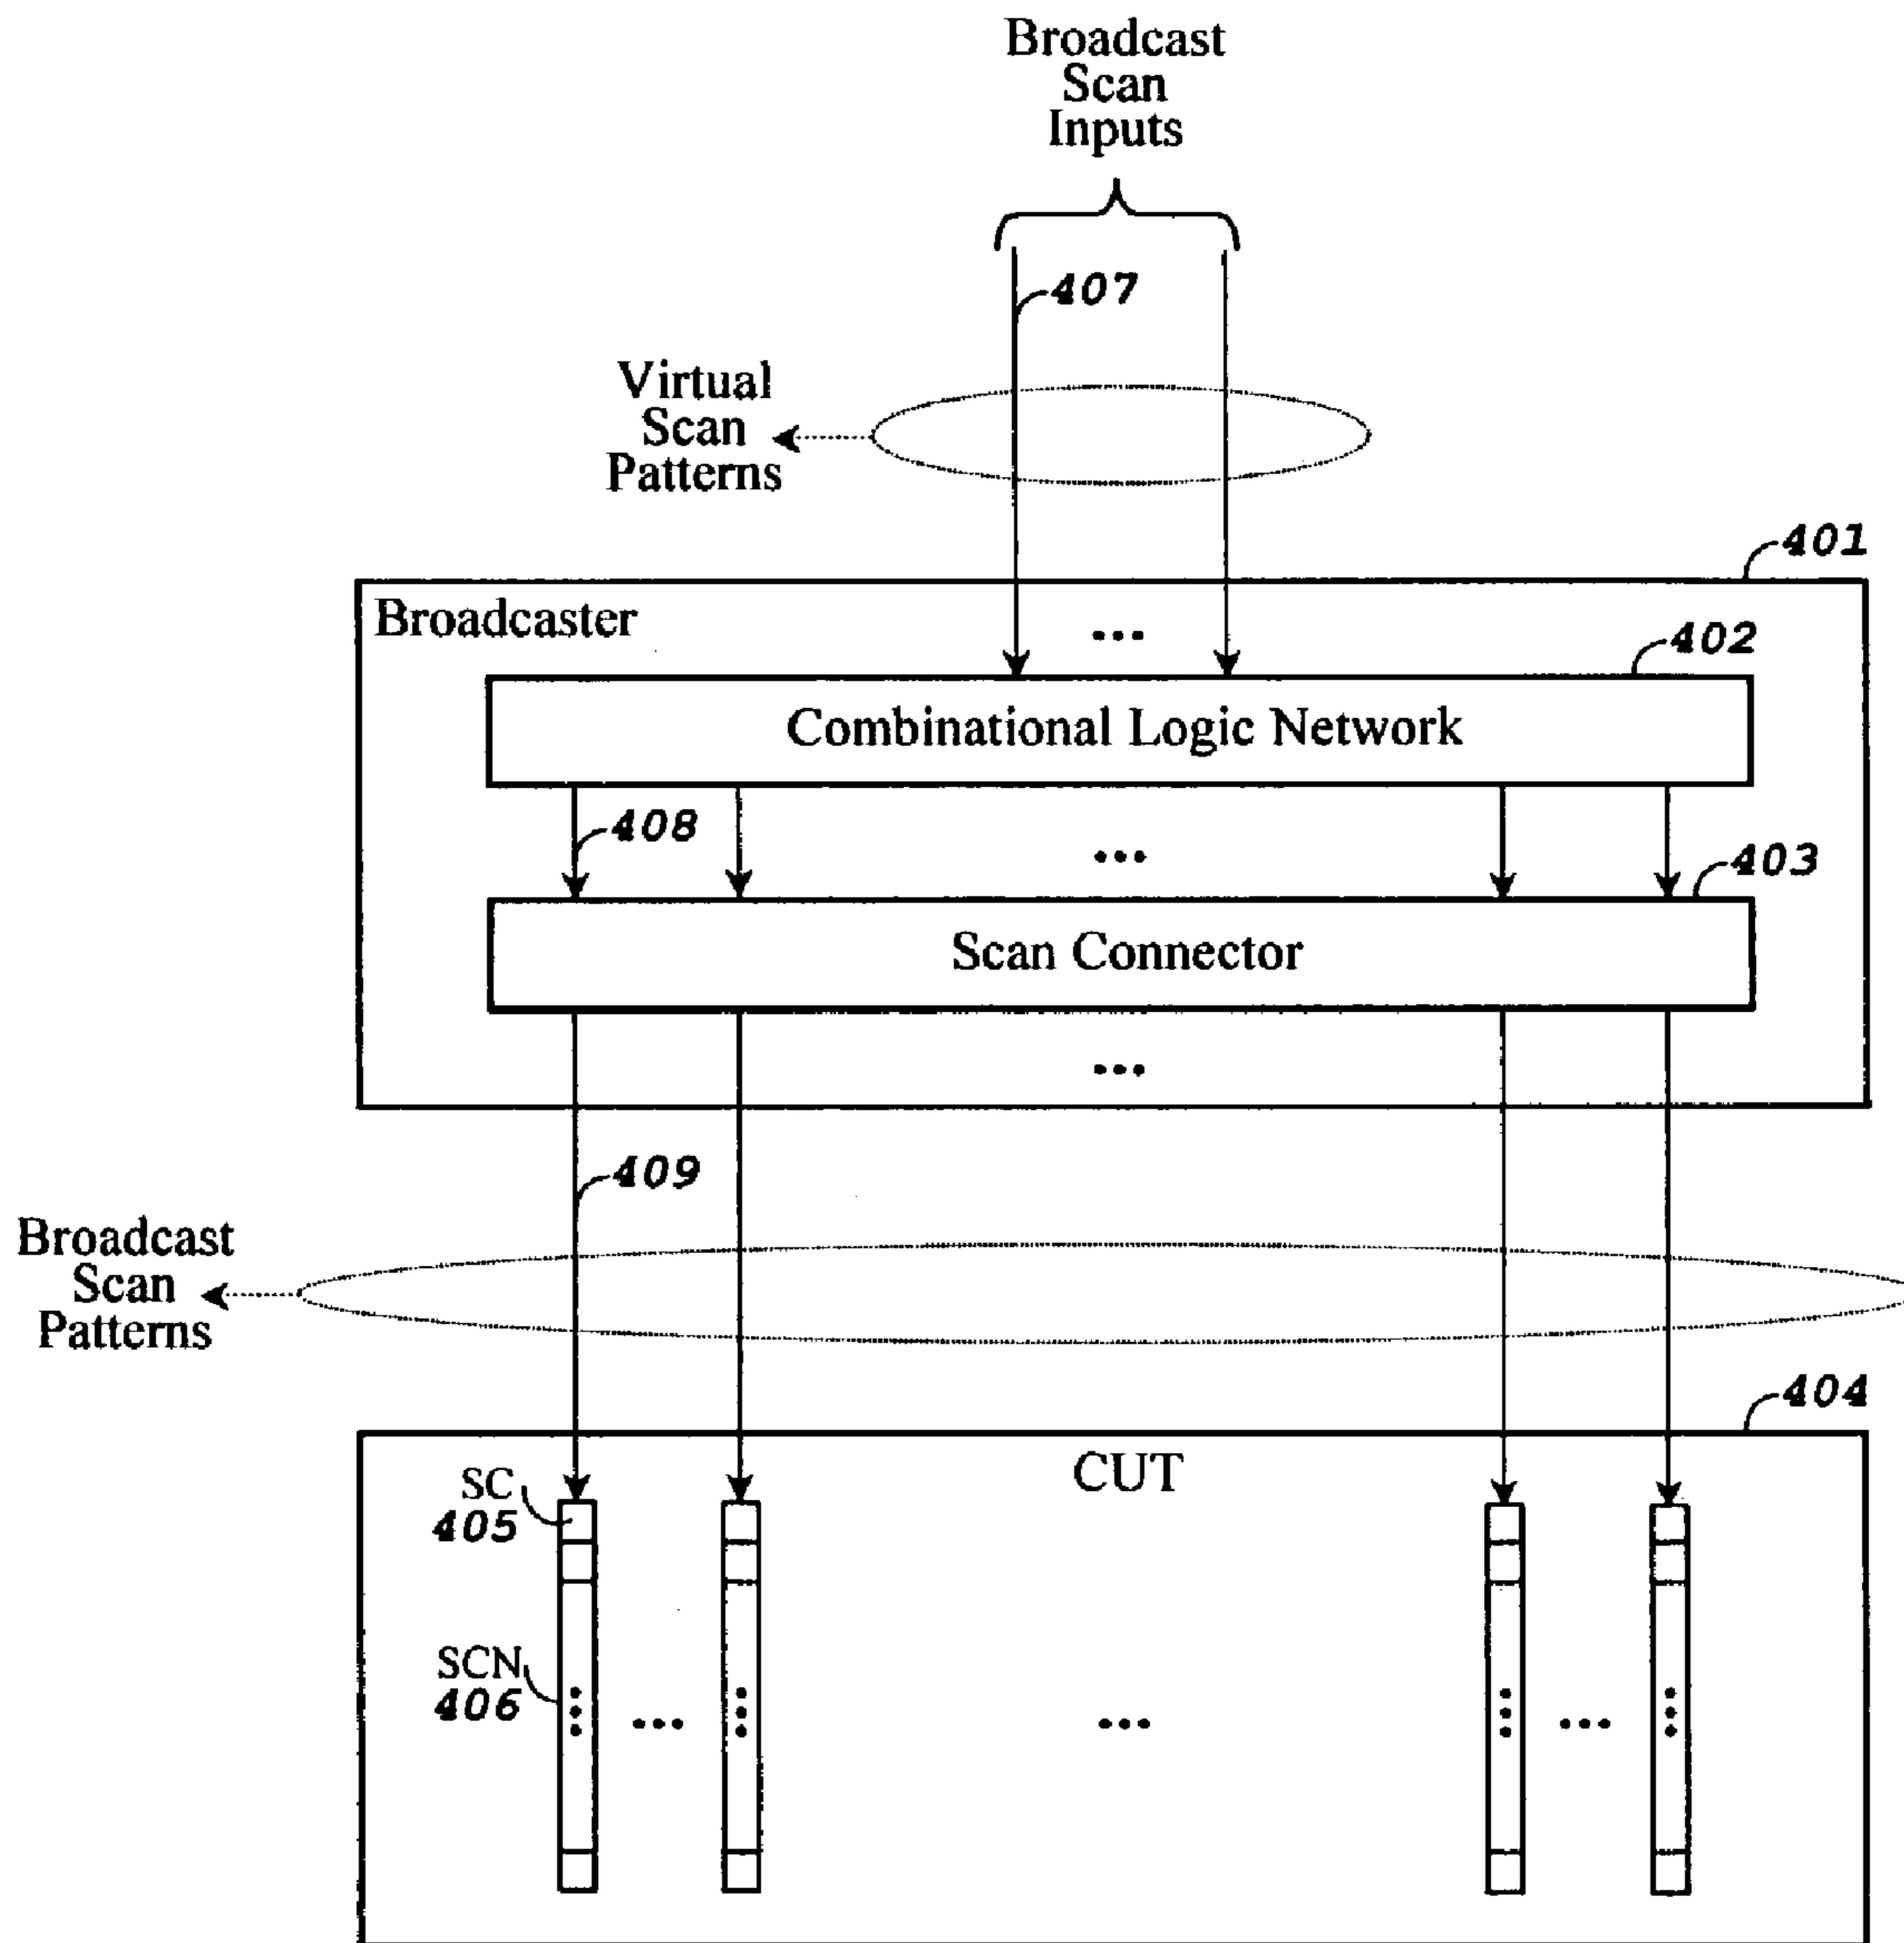 Broadcast
Scan
Inputs
407
Virtual
Scan
Patterns
401
Broadcaster
...
402
Combinational Logic Network
408
...
403
Scan Connector
...
409
Broadcast
Scan
Patterns
404
CUT
SC
405
SCN
406
... ... ...